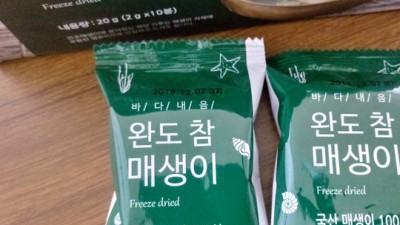 Freeze dried
내용량 : 20 g (2 g x 10봉)
바/다/내/음/
완도 참
매생이
Freeze dried
바/다/내/음/
완도 참
매생이
Freeze dried
국산 매생이 100